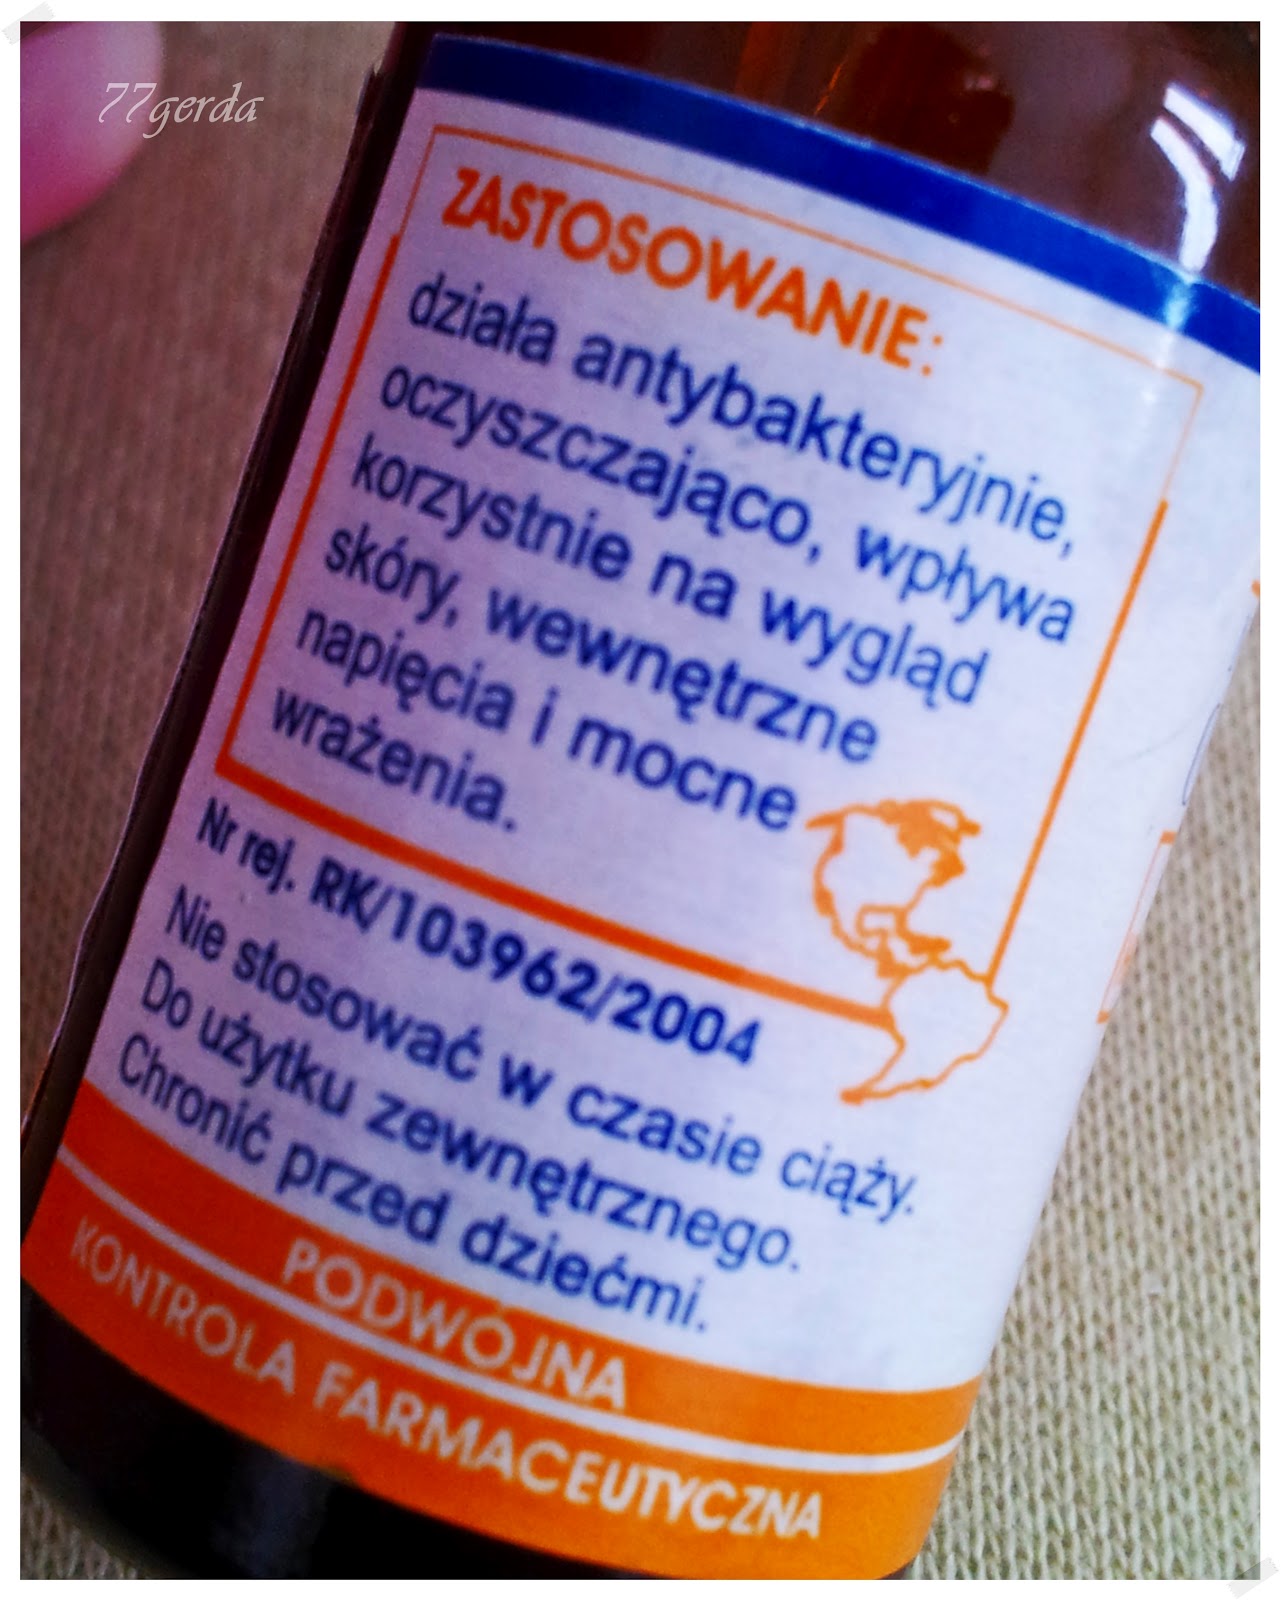 77gerda
ZASTOSOWANIE:
działa antybakteryjnie,
oczyszczająco, wpływa
korzystnie na wygląd
skóry, wewnętrzne
napięcia i mocne
wrażenia.
Nr rej. RK/103962/2004
Nie stosować w czasie ciąży.
Do użytku zewnętrznego.
Chronić przed dziećmi.
PODWÓJNA
KONTROLA FARMACEUTYCZNA